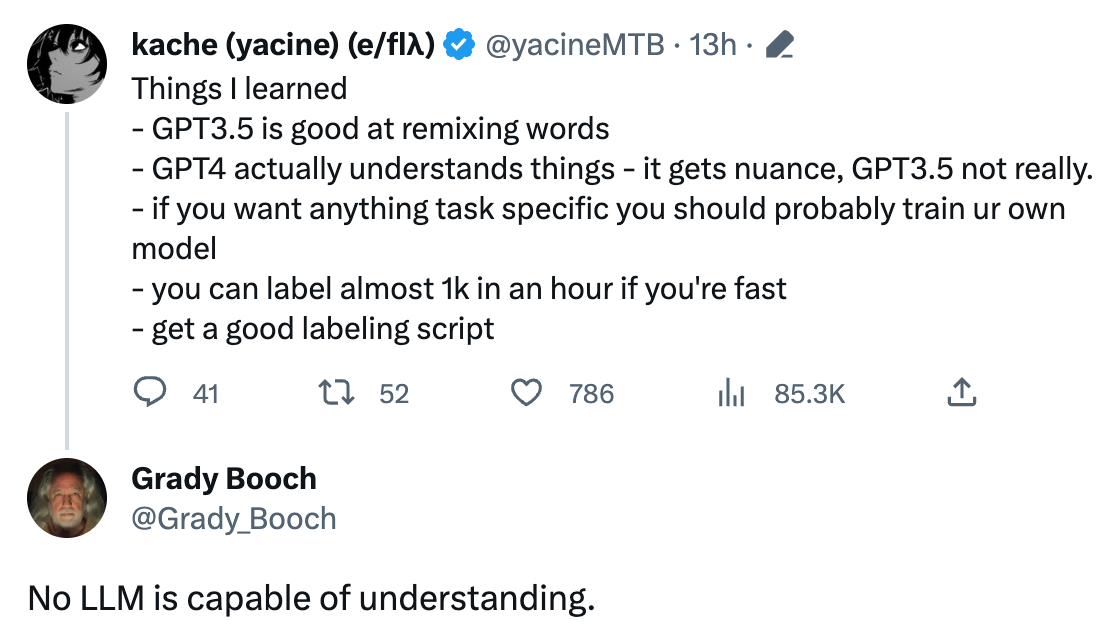 kache (yacine) (e/flλ) @yacineMTB · 13h ·
Things I learned
- GPT3.5 is good at remixing words
- GPT4 actually understands things - it gets nuance, GPT3.5 not really.
- if you want anything task specific you should probably train ur own
model
- you can label almost 1k in an hour if you're fast
- get a good labeling script
41 52 786 85.3K
Grady Booch
@Grady_Booch
No LLM is capable of understanding.